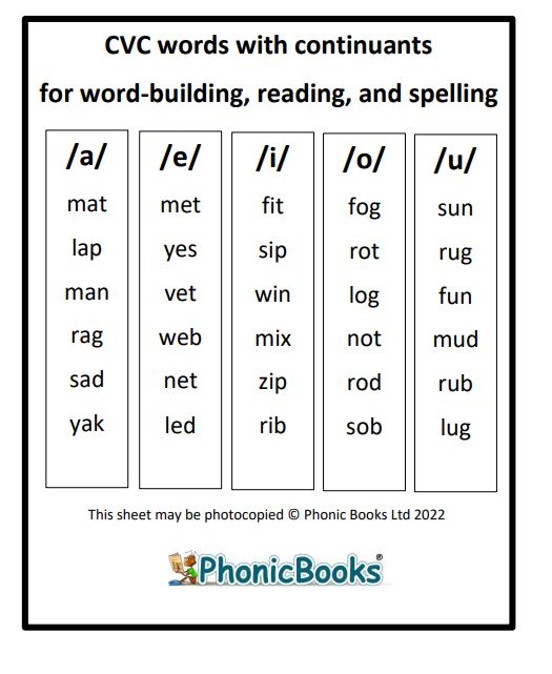 CVC words with continuants
for word-building, reading, and spelling
/a/ /e/ /i/ /o/ /u/
mat met fit fog sun
lap yes sip rot rug
man vet win log fun
rag web mix not mud
sad net zip rod rub
yak led rib sob lug
This sheet may be photocopied © Phonic Books Ltd 2022
PhonicBooks®